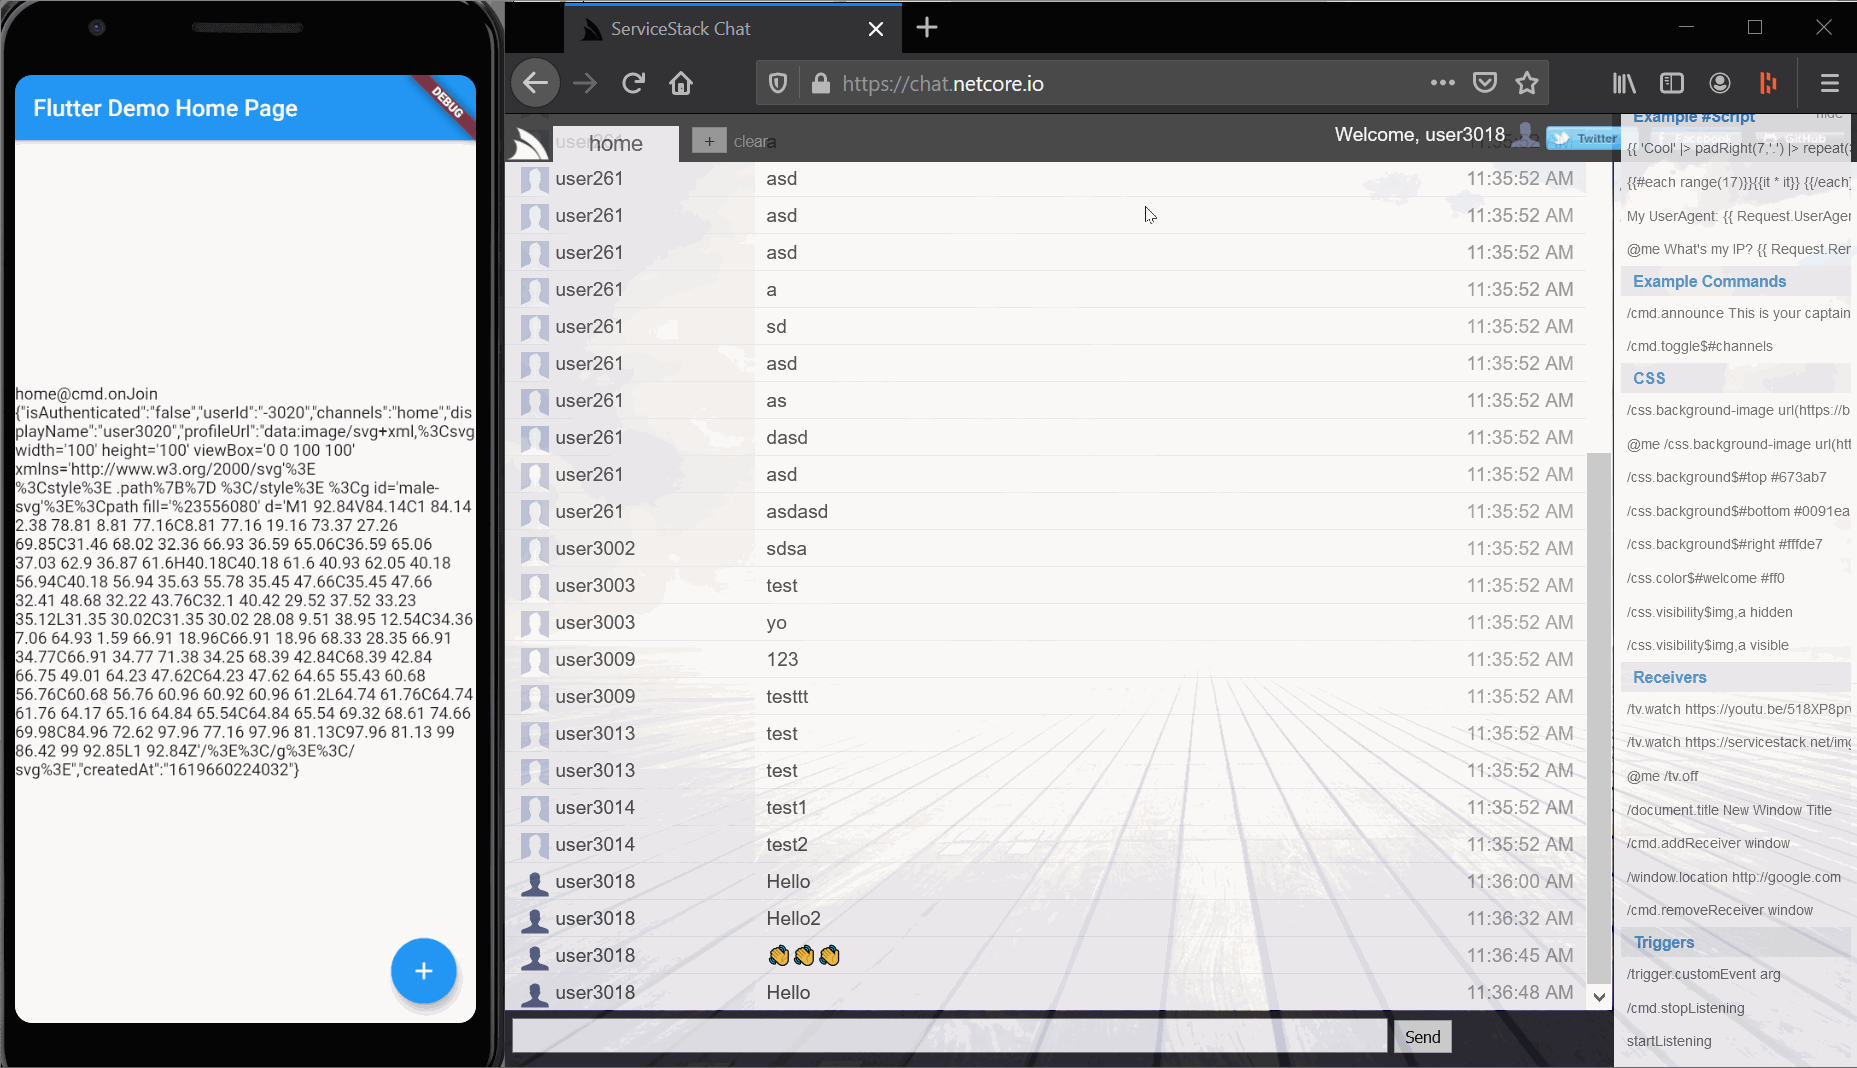 Flutter Demo Home Page
DEBUG
home@cmd.onJoin
{"isAuthenticated":"false","userId":"-3020","channels":"home","dis
playName":"user3020","profileUrl":"data:image/svg+xml,%3Csvg
width='100' height='100' viewBox='0 0 100 100'
xmlns='http://www.w3.org/2000/svg'%3E
%3Cstyle%3E .path%7B%7D %3C/style%3E %3Cg id='male-
svg'%3E%3Cpath fill='%23556080' d='M1 92.84V84.14C1 84.14
2.38 78.81 8.81 77.16C8.81 77.16 19.16 73.37 27.26
69.85C31.46 68.02 32.36 66.93 36.59 65.06C36.59 65.06
37.03 62.9 36.87 61.6H40.18C40.18 61.6 40.93 62.05 40.18
56.94C40.18 56.94 35.63 55.78 35.45 47.66C35.45 47.66
32.41 48.68 32.22 43.76C32.1 40.42 29.52 37.52 33.23
35.12L31.35 30.02C31.35 30.02 28.08 9.51 38.95 12.54C34.36
7.06 64.93 1.59 66.91 18.96C66.91 18.96 68.33 28.35 66.91
34.77C66.91 34.77 71.38 34.25 68.39 42.84C68.39 42.84
66.75 49.01 64.23 47.62C64.23 47.62 64.65 55.43 60.68
56.76C60.68 56.76 60.96 60.92 60.96 61.2L64.74 61.76C64.74
61.76 64.17 65.16 64.84 65.54C64.84 65.54 69.32 68.61 74.66
69.98C84.96 72.62 97.96 77.16 97.96 81.13C97.96 81.13 99
86.42 99 92.85L1 92.84Z'/%3E%3C/g%3E%3C/
svg%3E","createdAt":"1619660224032"}
ServiceStack Chat
https://chat.netcore.io
home
+ clear
Welcome, user3018
Twitter
user261 asd 11:35:52 AM
user261 asd 11:35:52 AM
user261 asd 11:35:52 AM
user261 a 11:35:52 AM
user261 sd 11:35:52 AM
user261 asd 11:35:52 AM
user261 as 11:35:52 AM
user261 dasd 11:35:52 AM
user261 asd 11:35:52 AM
user261 asdasd 11:35:52 AM
user3002 sdsa 11:35:52 AM
user3003 test 11:35:52 AM
user3003 yo 11:35:52 AM
user3009 123 11:35:52 AM
user3009 testtt 11:35:52 AM
user3013 test 11:35:52 AM
user3013 test 11:35:52 AM
user3014 test1 11:35:52 AM
user3014 test2 11:35:52 AM
user3018 Hello 11:36:00 AM
user3018 Hello2 11:36:32 AM
user3018 👏👏👏 11:36:45 AM
user3018 Hello 11:36:48 AM
Send
Example #Script
hide
{{ 'Cool' |> padRight(7,'.') |> repeat(
{{#each range(17)}}{{it * it}} {{/each}
My UserAgent: {{ Request.UserAger
@me What's my IP? {{ Request.Rer
Example Commands
/cmd.announce This is your captain
/cmd.toggle$#channels
CSS
/css.background-image url(https://b
@me /css.background-image url(htt
/css.background$#top #673ab7
/css.background$#bottom #0091ea
/css.background$#right #fffde7
/css.color$#welcome #ff0
/css.visibility$img,a hidden
/css.visibility$img,a visible
Receivers
/tv.watch https://youtu.be/518XP8prv
/tv.watch https://servicestack.net/img
@me /tv.off
/document.title New Window Title
/cmd.addReceiver window
/window.location http://google.com
/cmd.removeReceiver window
Triggers
/trigger.customEvent arg
/cmd.stopListening
startListening